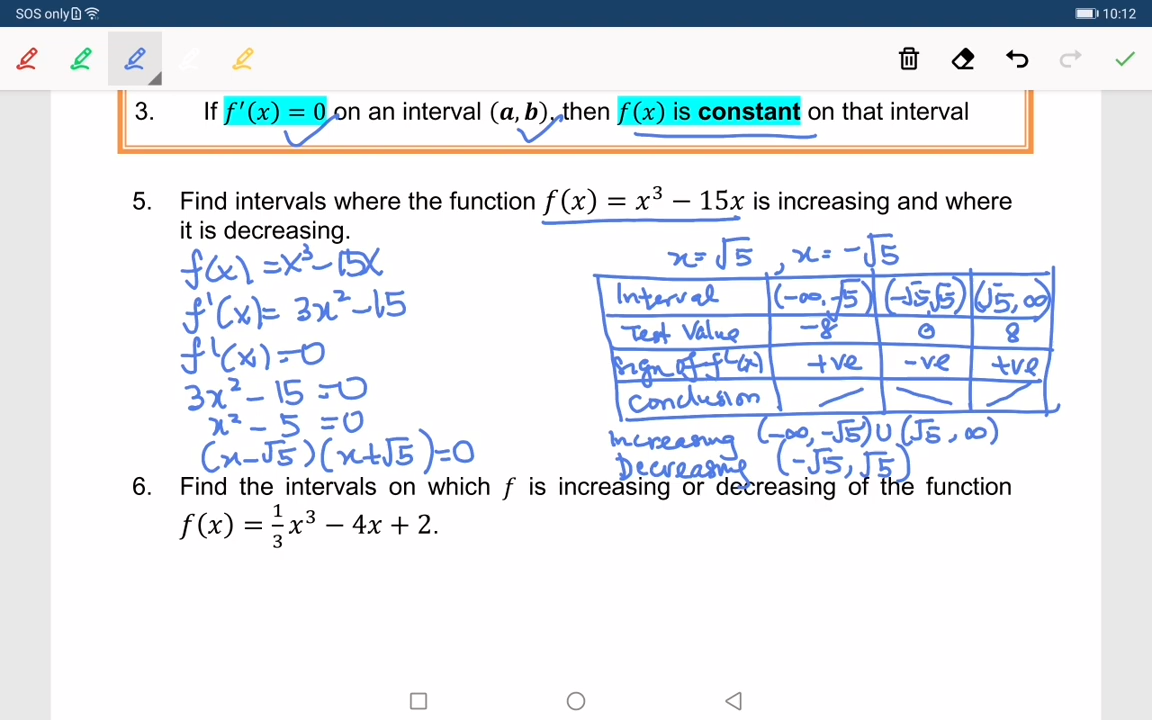 SOS only 10:12
3. If f'(x) = 0 on an interval (a, b), then f(x) is constant on that interval
5. Find intervals where the function f(x) = x³ − 15x is increasing and where
it is decreasing.
f(x) = x³ − 15x
f'(x) = 3x² − 15
f'(x) = 0
3x² − 15 = 0
x² − 5 = 0
(x − √5)(x + √5) = 0
x = √5, x = −√5
Interval (−∞, −√5) (−√5, √5) (√5, ∞)
Test Value −8 0 8
Sign of f'(x) +ve −ve +ve
Conclusion
Increasing (−∞, −√5) ∪ (√5, ∞)
Decreasing (−√5, √5)
6. Find the intervals on which f is increasing or decreasing of the function
f(x) = 1/3 x³ − 4x + 2.